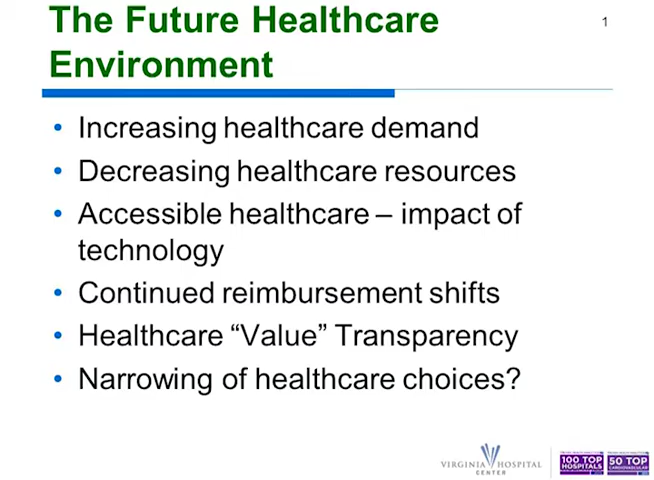 The Future Healthcare
1
Environment
• Increasing healthcare demand
• Decreasing healthcare resources
• Accessible healthcare – impact of
technology
• Continued reimbursement shifts
• Healthcare “Value” Transparency
• Narrowing of healthcare choices?
VIRGINIA HOSPITAL
CENTER
100 TOP
HOSPITALS
50 TOP
CARDIOVASCULAR